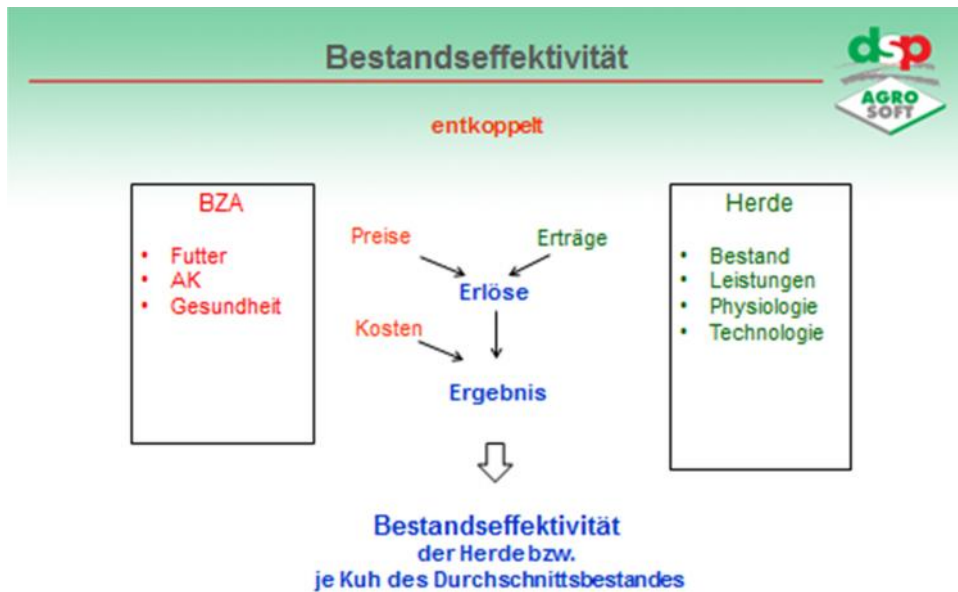 Bestandseffektivität
dsp
AGRO
SOFT
entkoppelt
BZA
• Futter
• AK
• Gesundheit
Preise
Erträge
Erlöse
Kosten
Ergebnis
Herde
• Bestand
• Leistungen
• Physiologie
• Technologie
Bestandseffektivität
der Herde bzw.
je Kuh des Durchschnittsbestandes